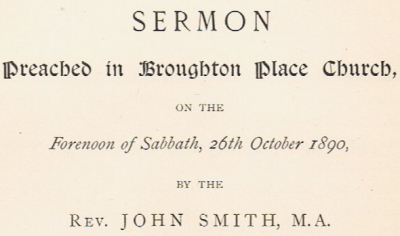 SERMON
Preached in Broughton Place Church,
ON THE
Forenoon of Sabbath, 26th October 1890,
BY THE
REV. JOHN SMITH, M.A.